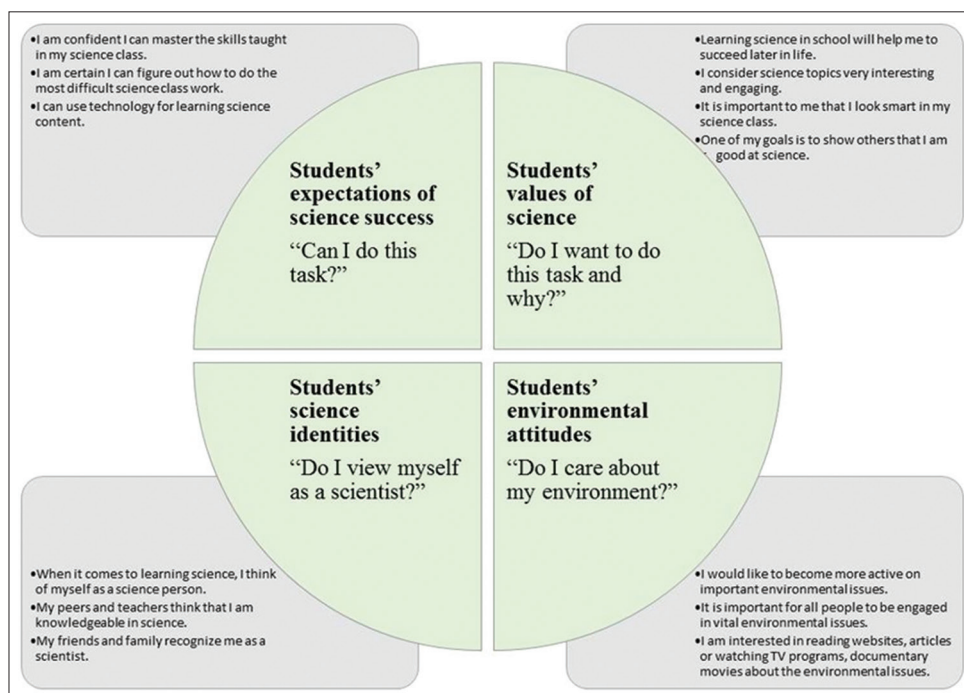 •I am confident I can master the skills taught
in my science class.
•I am certain I can figure out how to do the
most difficult science class work.
•I can use technology for learning science
content.
•Learning science in school will help me to
succeed later in life.
•I consider science topics very interesting
and engaging.
•It is important to me that I look smart in my
science class.
•One of my goals is to show others that I am
good at science.
Students'
expectations of
science success
“Can I do this
task?”
Students'
values of
science
“Do I want to do
this task and
why?”
Students'
science
identities
“Do I view myself
as a scientist?”
Students'
environmental
attitudes
“Do I care about
my environment?”
•When it comes to learning science, I think
of myself as a science person.
•My peers and teachers think that I am
knowledgeable in science.
•My friends and family recognize me as a
scientist.
•I would like to become more active on
important environmental issues.
•It is important for all people to be engaged
in vital environmental issues.
•I am interested in reading websites, articles
or watching TV programs, documentary
movies about the environmental issues.